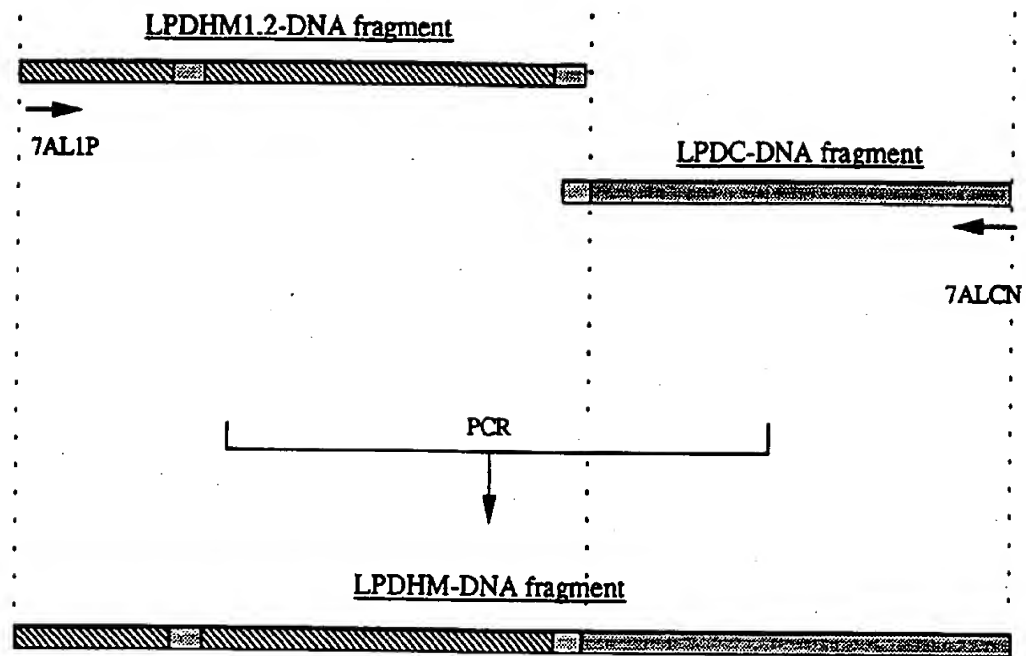 LPDHM1.2-DNA fragment
7AL1P
LPDC-DNA fragment
7ALCN
PCR
LPDHM-DNA fragment